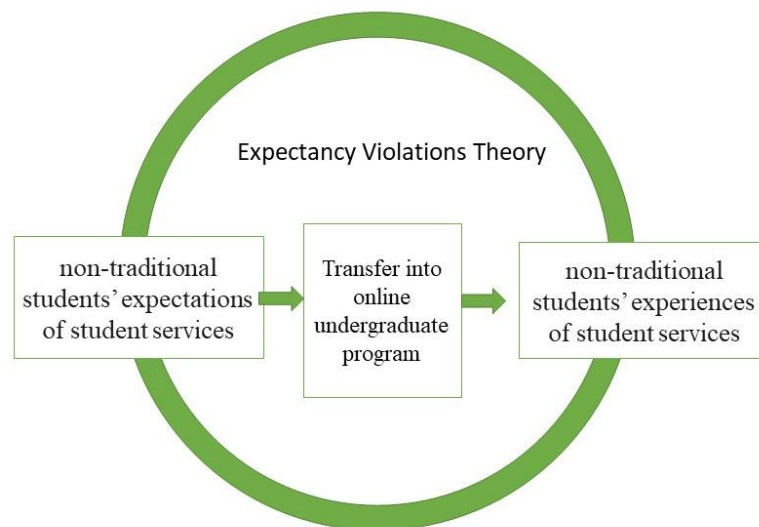 Expectancy Violations Theory
non-traditional
students’ expectations
of student services
Transfer into
online
undergraduate
program
non-traditional
students’ experiences
of student services